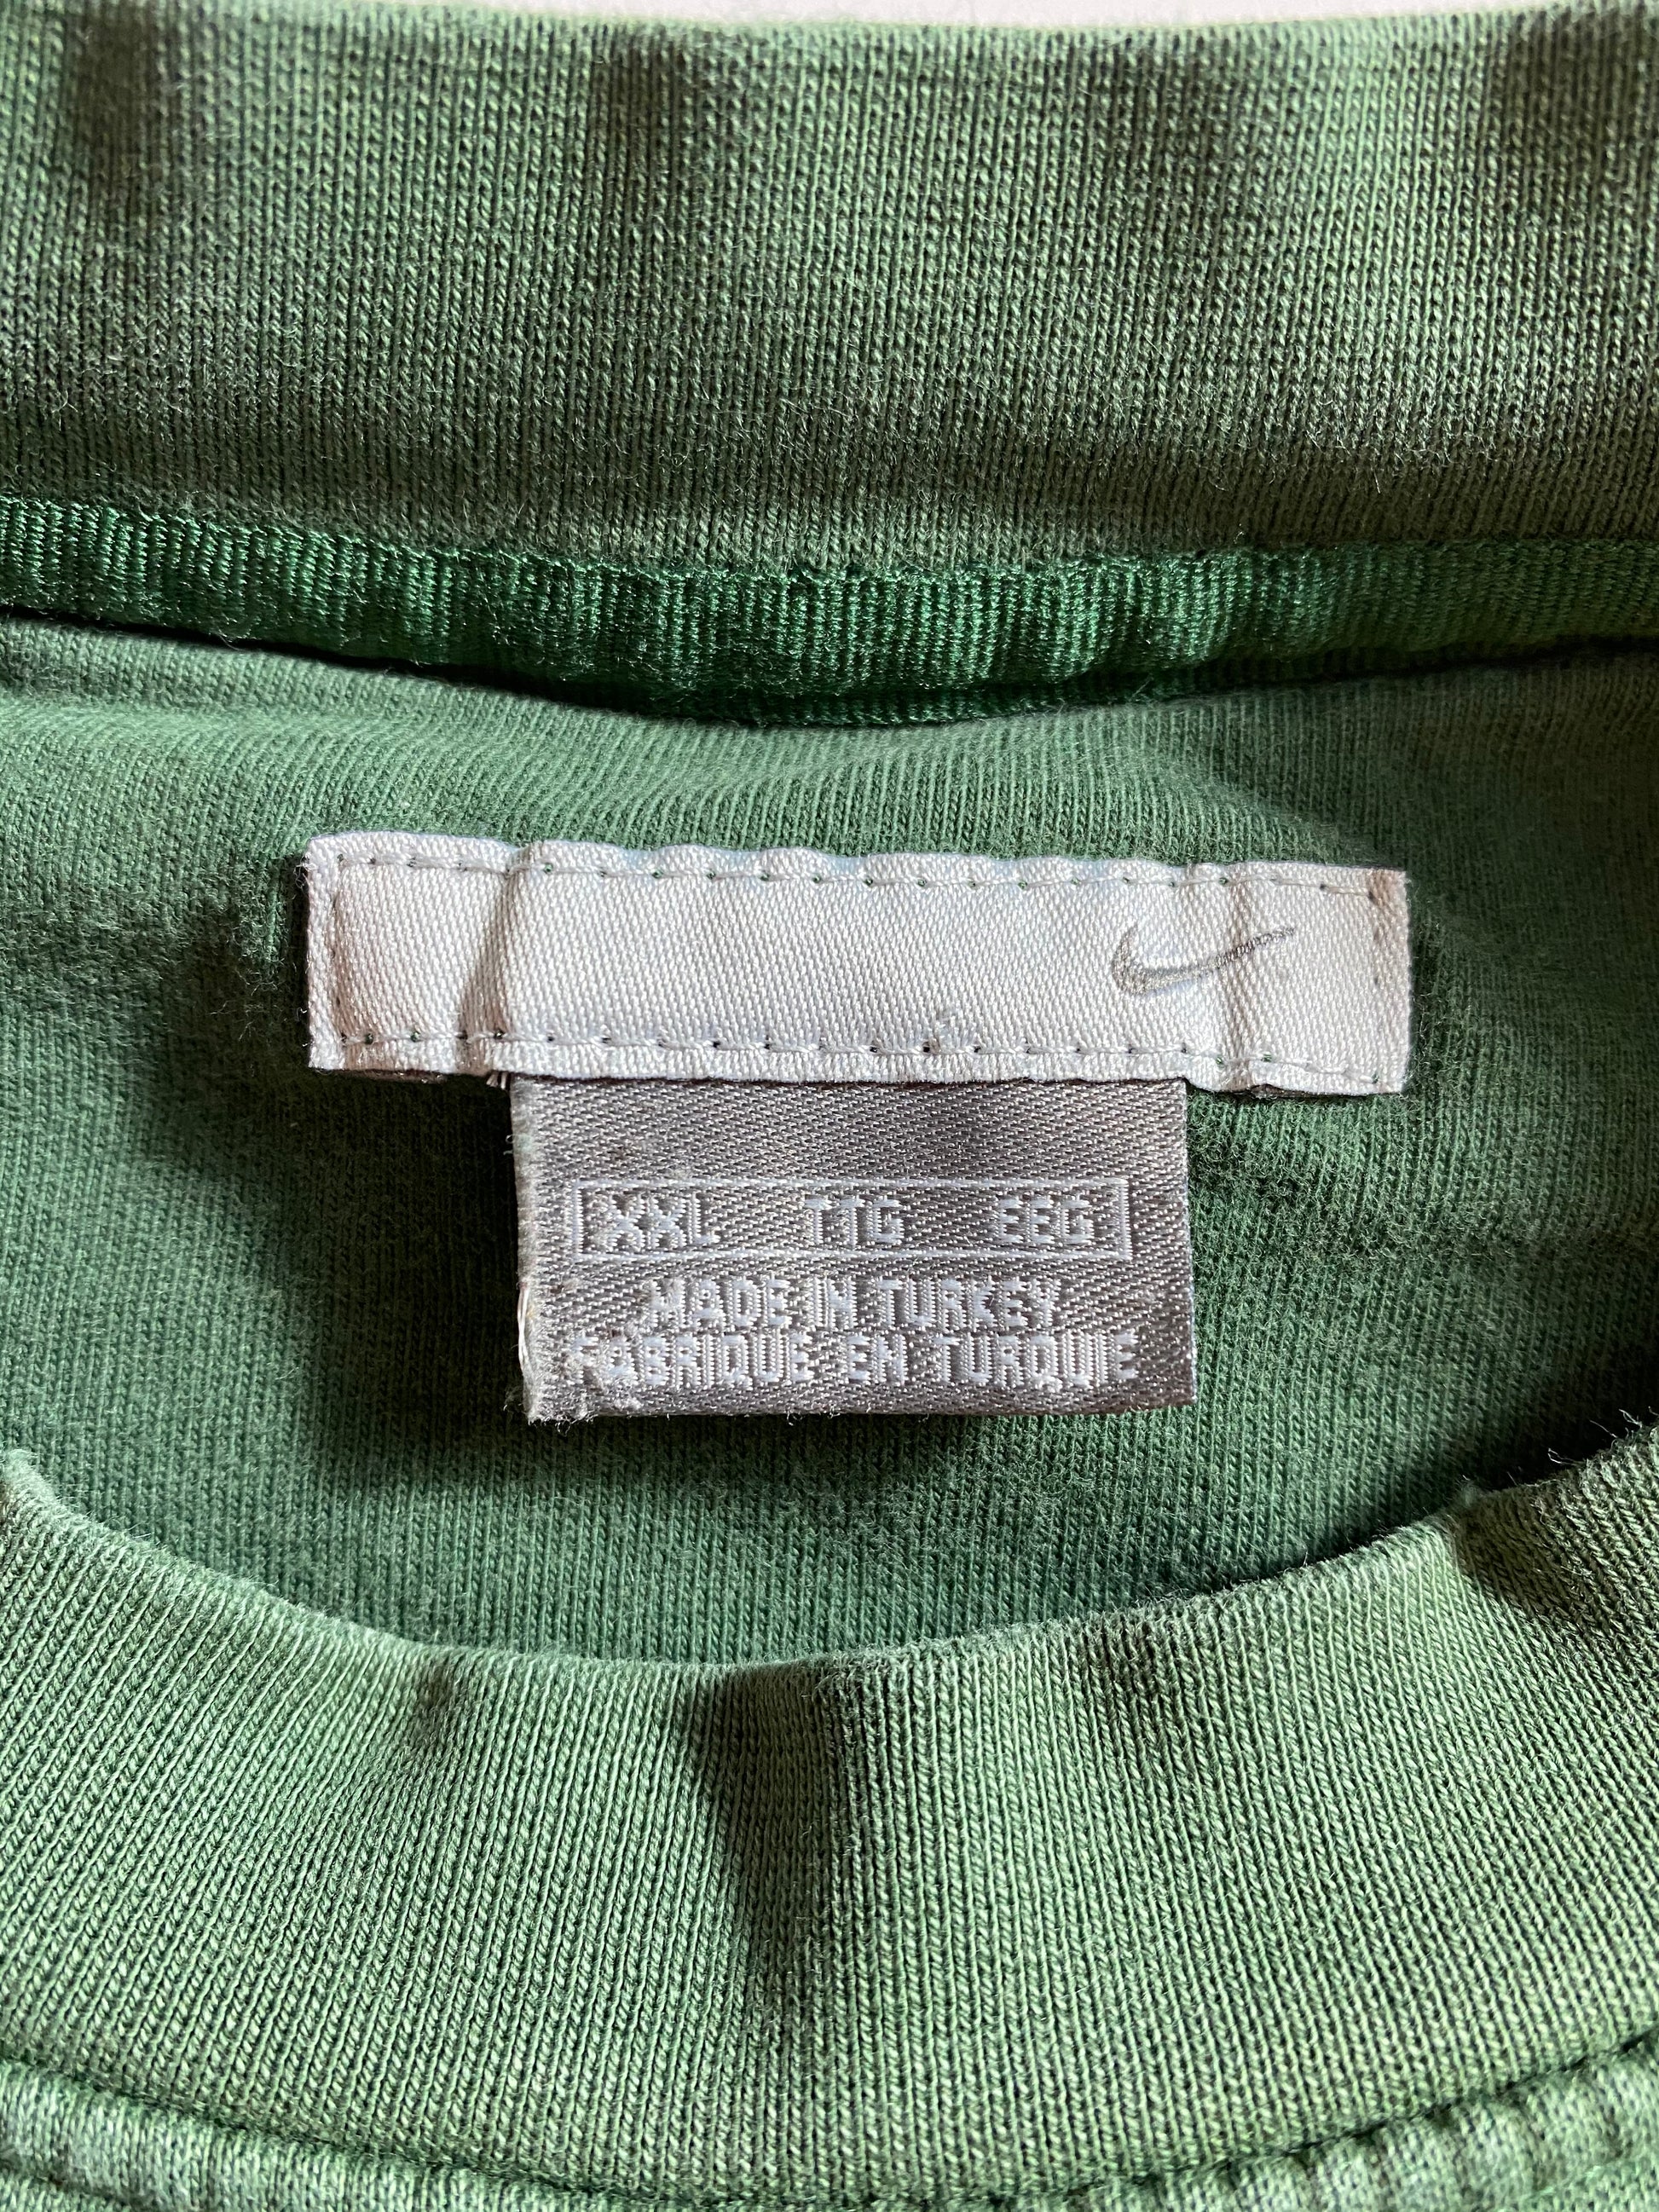 XXL TTG EEG
MADE IN TURKEY
FABRIQUE EN TURQUIE